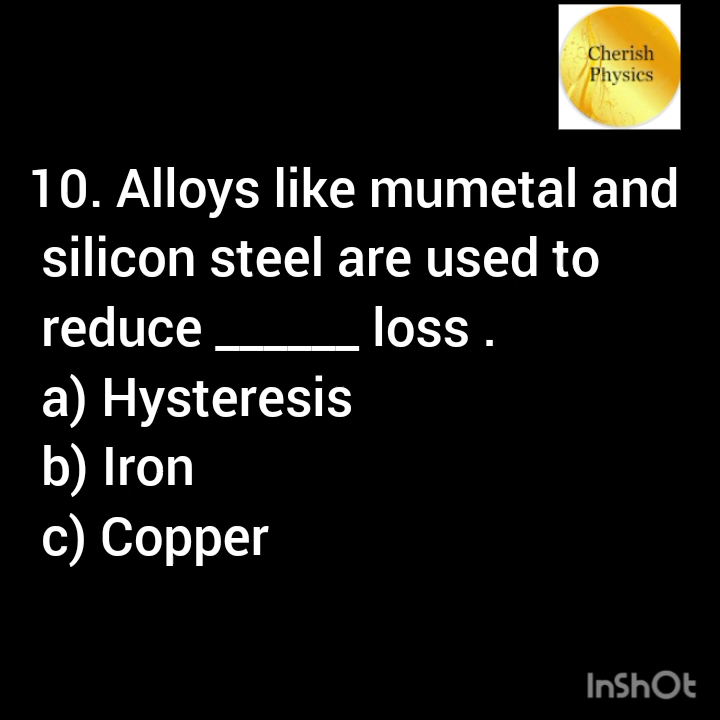 Cherish
Physics
10. Alloys like mumetal and
silicon steel are used to
reduce ______ loss .
a) Hysteresis
b) Iron
c) Copper
InShOt